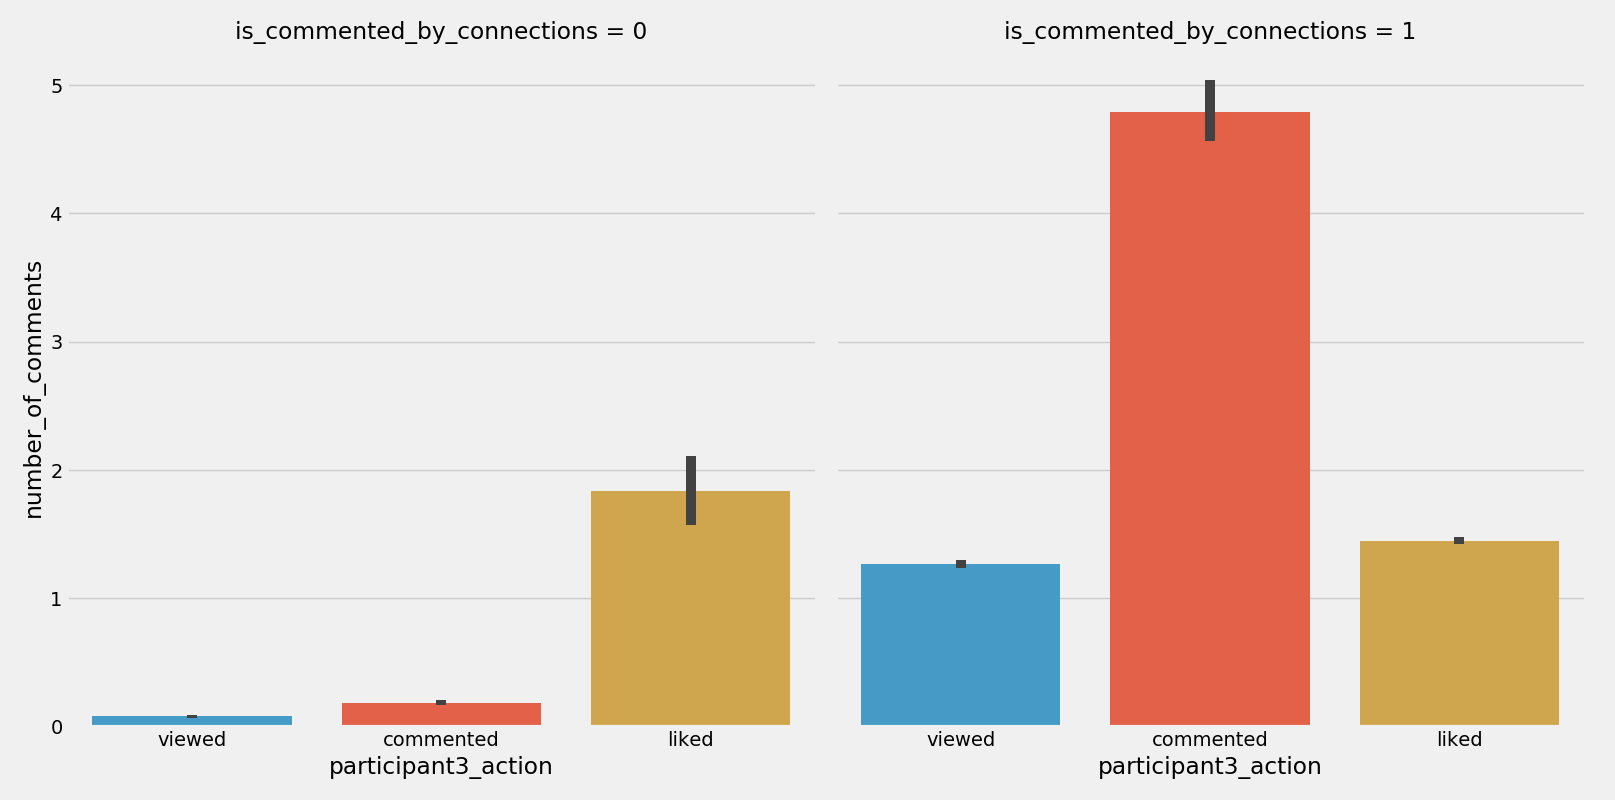 is_commented_by_connections = 0
is_commented_by_connections = 1
number_of_comments
5
4
3
2
1
0
viewed
commented
liked
viewed
commented
liked
participant3_action
participant3_action